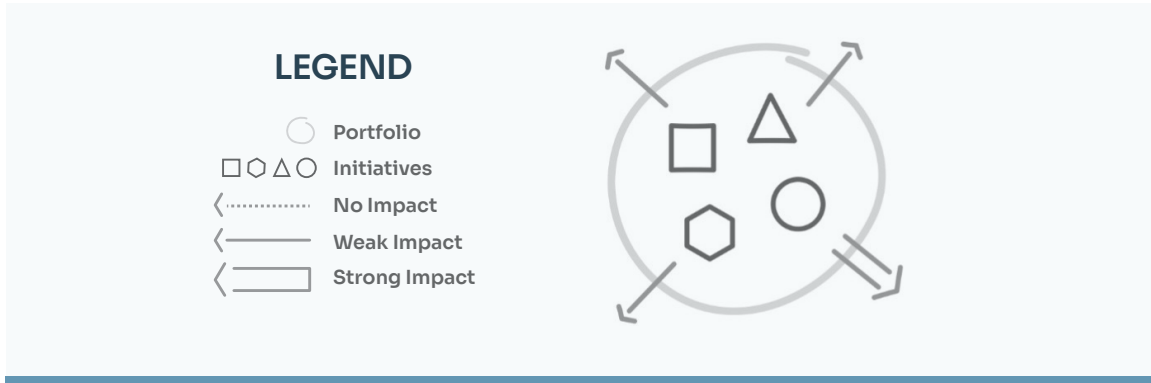 LEGEND
Portfolio
Initiatives
No Impact
Weak Impact
Strong Impact